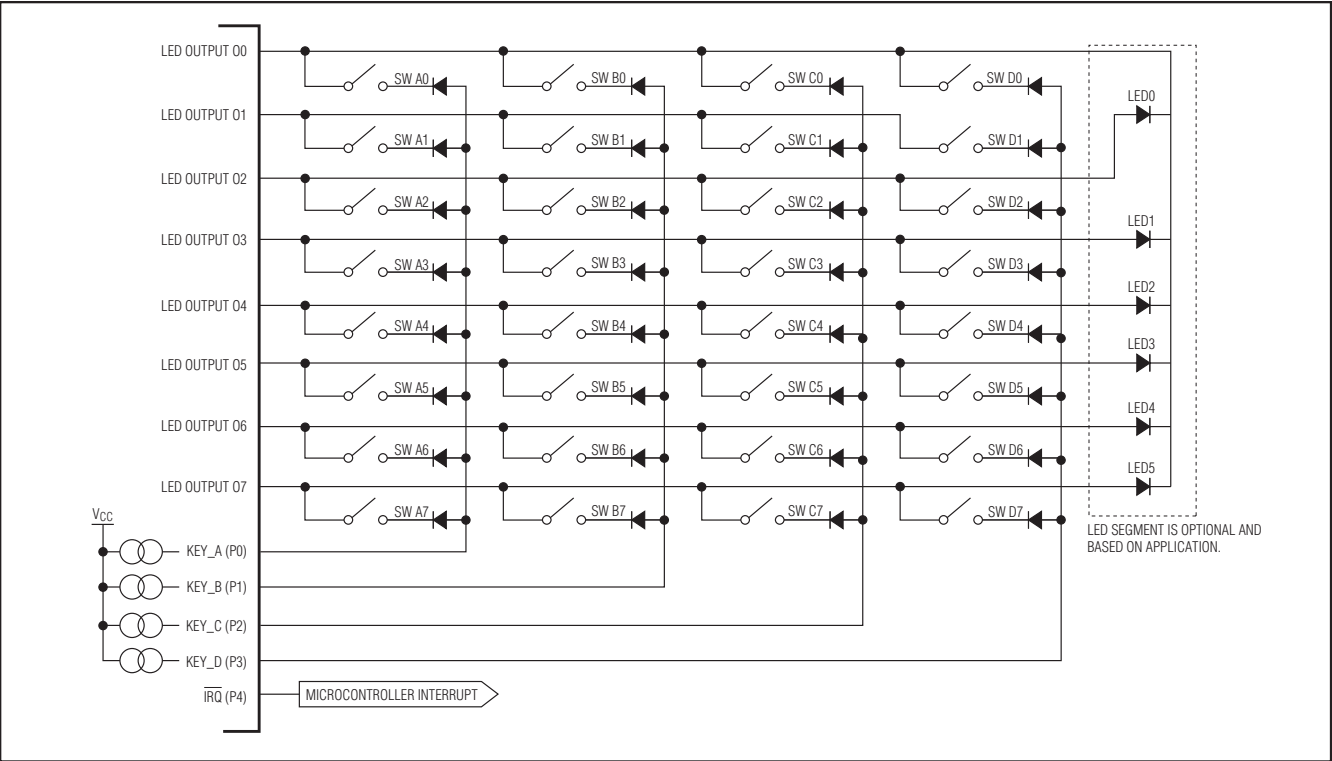 LED OUTPUT O0
SW A0 SW B0 SW C0 SW D0
LED0
LED OUTPUT O1
SW A1 SW B1 SW C1 SW D1
LED OUTPUT O2
SW A2 SW B2 SW C2 SW D2
LED1
LED OUTPUT O3
SW A3 SW B3 SW C3 SW D3
LED2
LED OUTPUT O4
SW A4 SW B4 SW C4 SW D4
LED3
LED OUTPUT O5
SW A5 SW B5 SW C5 SW D5
LED4
LED OUTPUT O6
SW A6 SW B6 SW C6 SW D6
LED5
LED OUTPUT O7
SW A7 SW B7 SW C7 SW D7
VCC
LED SEGMENT IS OPTIONAL AND
BASED ON APPLICATION.
KEY_A (P0)
KEY_B (P1)
KEY_C (P2)
KEY_D (P3)
IRQ (P4)
MICROCONTROLLER INTERRUPT